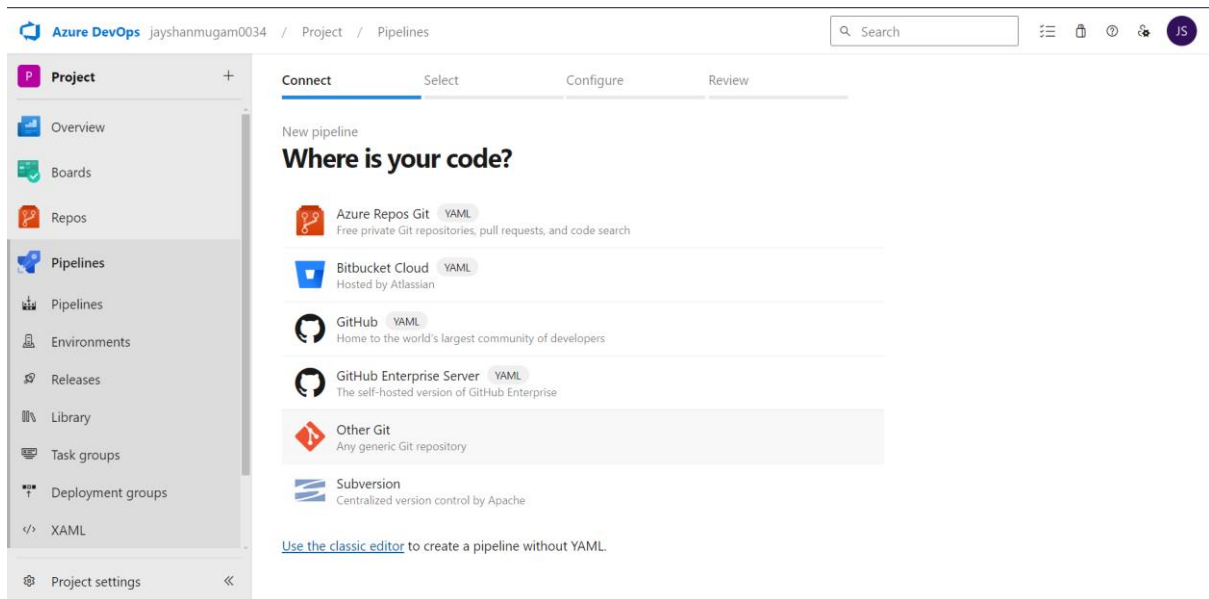 Azure DevOps jayshanmugam0034 / Project / Pipelines
Search
JS
P Project +
Overview
Boards
Repos
Pipelines
Pipelines
Environments
Releases
Library
Task groups
Deployment groups
XAML
Project settings
Connect Select Configure Review
New pipeline
Where is your code?
Azure Repos Git YAML
Free private Git repositories, pull requests, and code search
Bitbucket Cloud YAML
Hosted by Atlassian
GitHub YAML
Home to the world's largest community of developers
GitHub Enterprise Server YAML
The self-hosted version of GitHub Enterprise
Other Git
Any generic Git repository
Subversion
Centralized version control by Apache
Use the classic editor to create a pipeline without YAML.